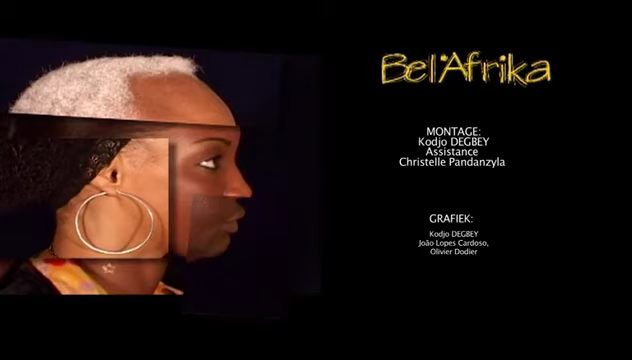 Bel'Afrika
MONTAGE:
Kodjo DEGBEY
Assistance
Christelle Pandanzyla
GRAFIEK:
Kodjo DEGBEY
João Lopes Cardoso,
Olivier Dodier